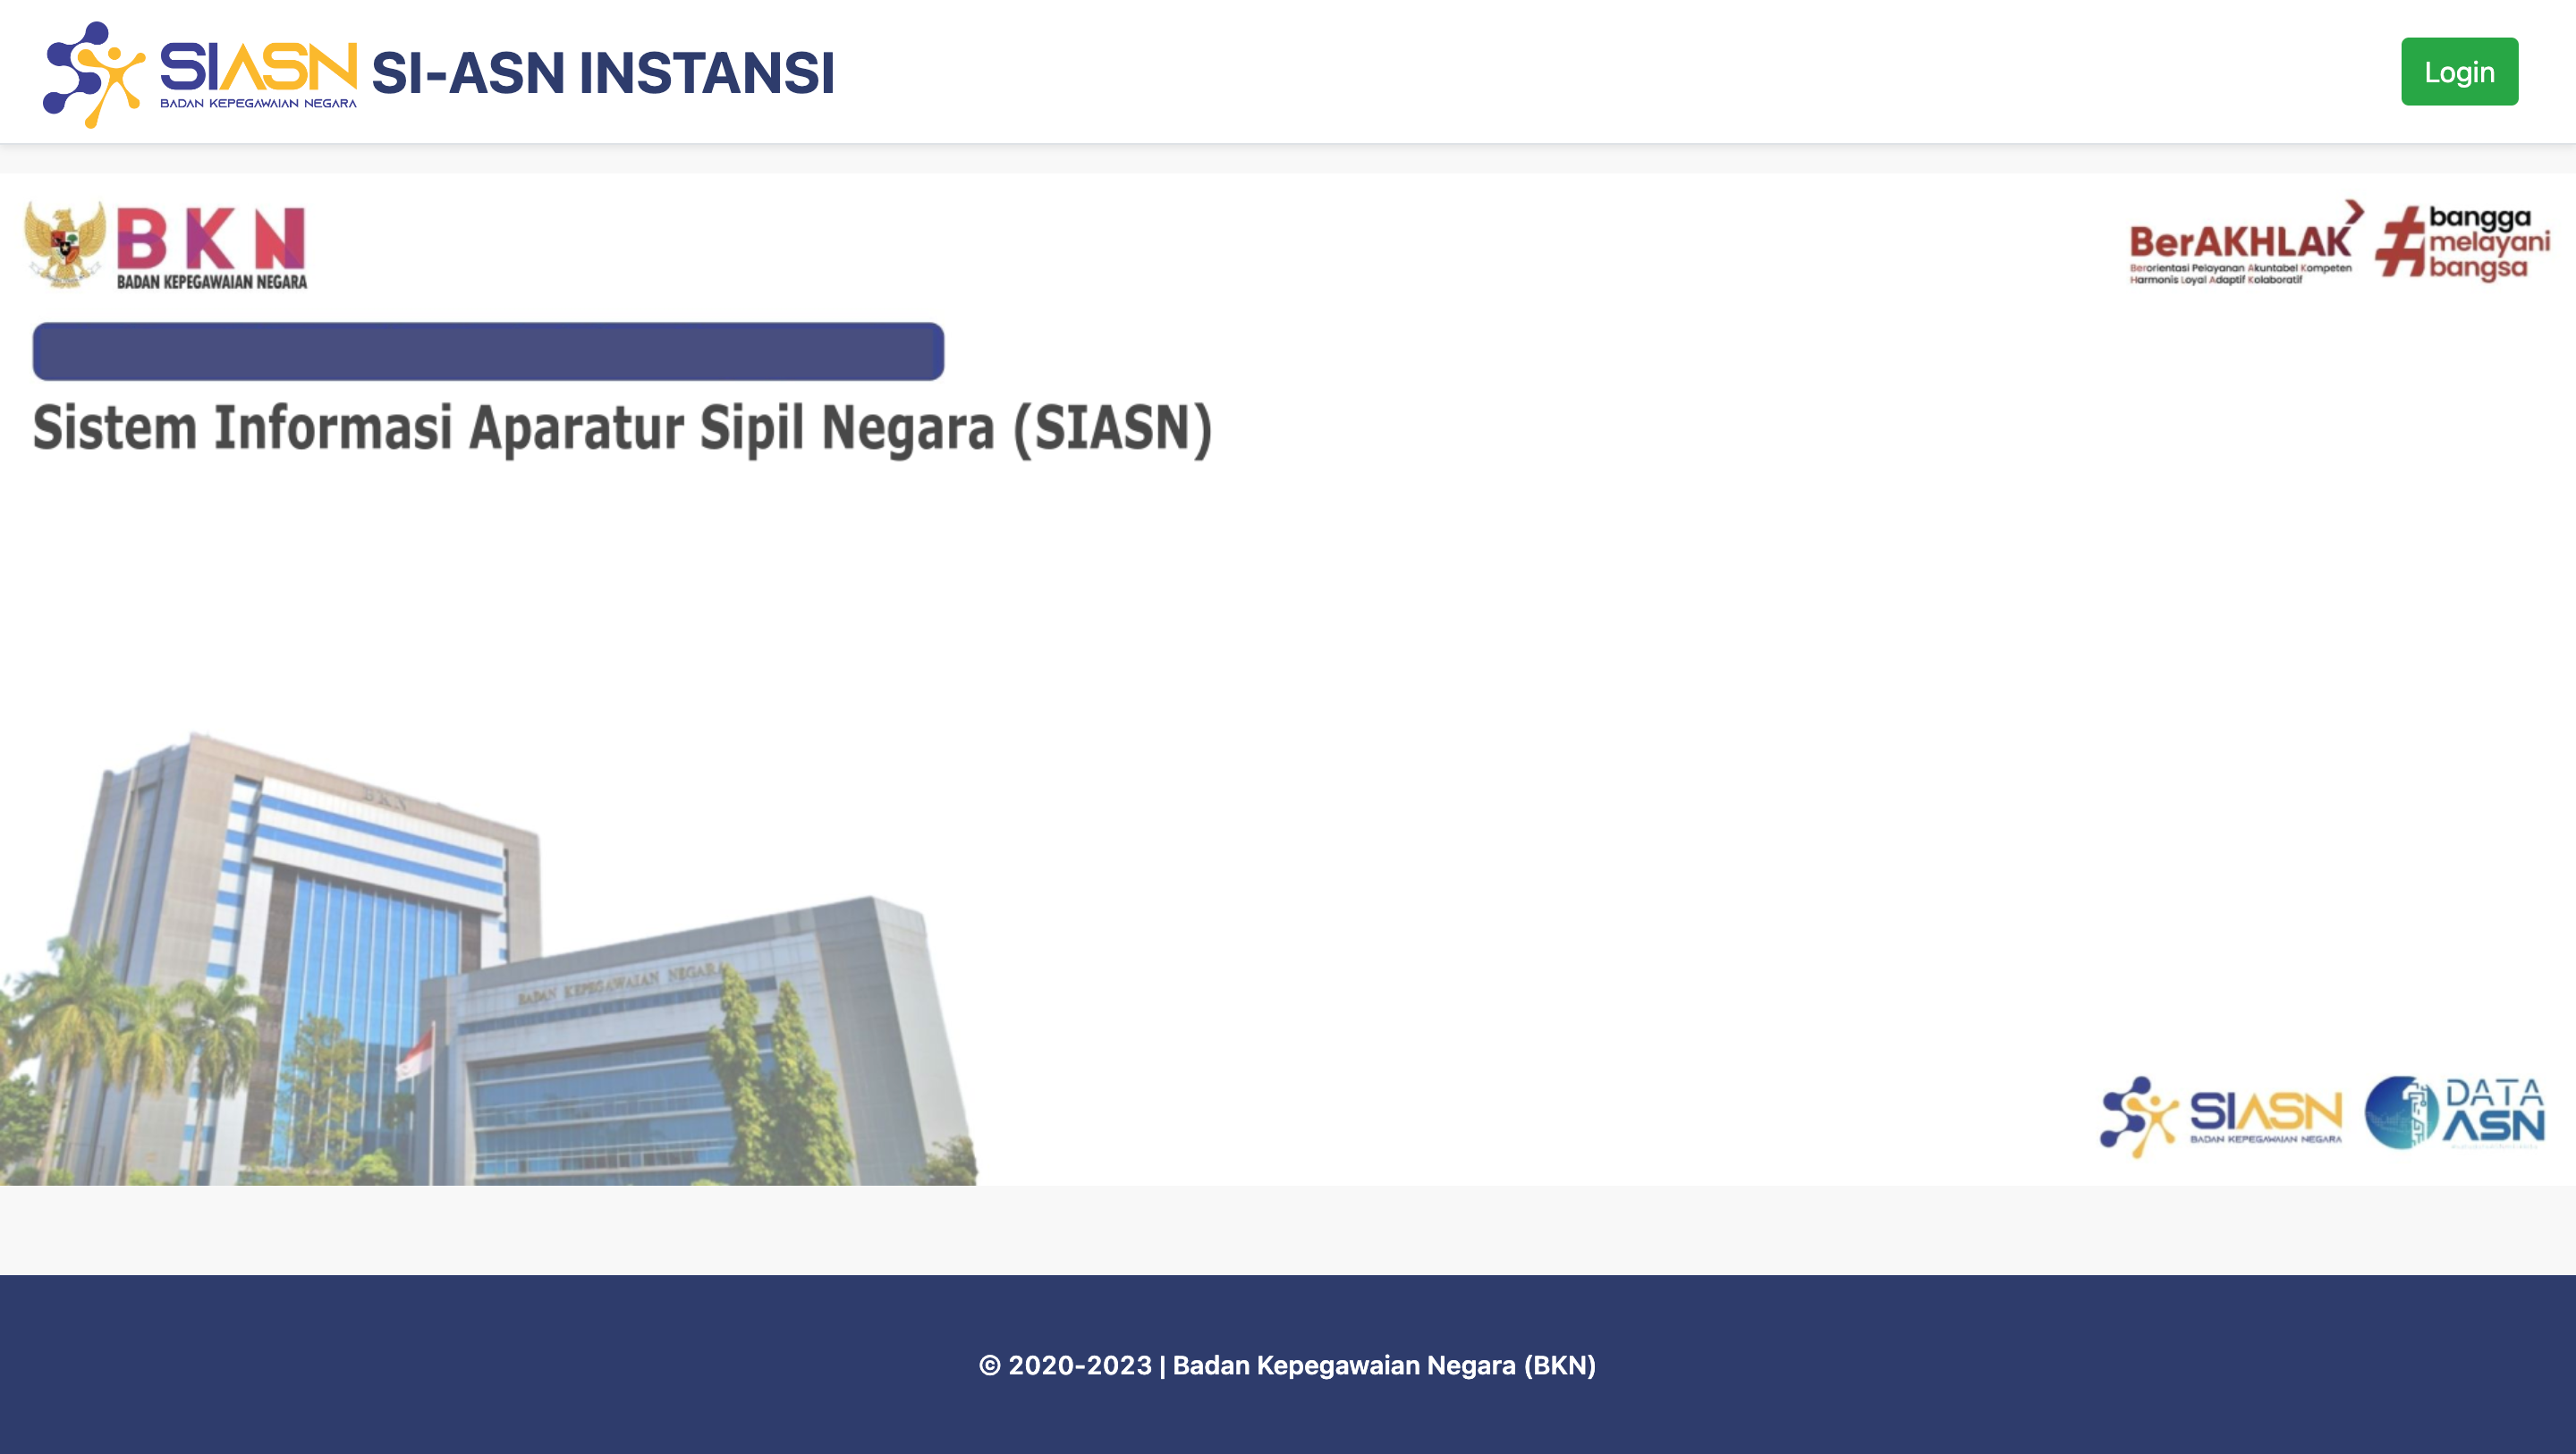 SIASN
BADAN KEPEGAWAIAN NEGARA
SI-ASN INSTANSI
Login
BKN
BADAN KEPEGAWAIAN NEGARA
BerAKHLAK
Berorientasi Pelayanan Akuntabel Kompeten
Harmonis Loyal Adaptif Kolaboratif
#bangga
melayani
bangsa
Sistem Informasi Aparatur Sipil Negara (SIASN)
BKN
BADAN KEPEGAWAIAN NEGARA
SIASN
BADAN KEPEGAWAIAN NEGARA
DATA
ASN
© 2020-2023 | Badan Kepegawaian Negara (BKN)